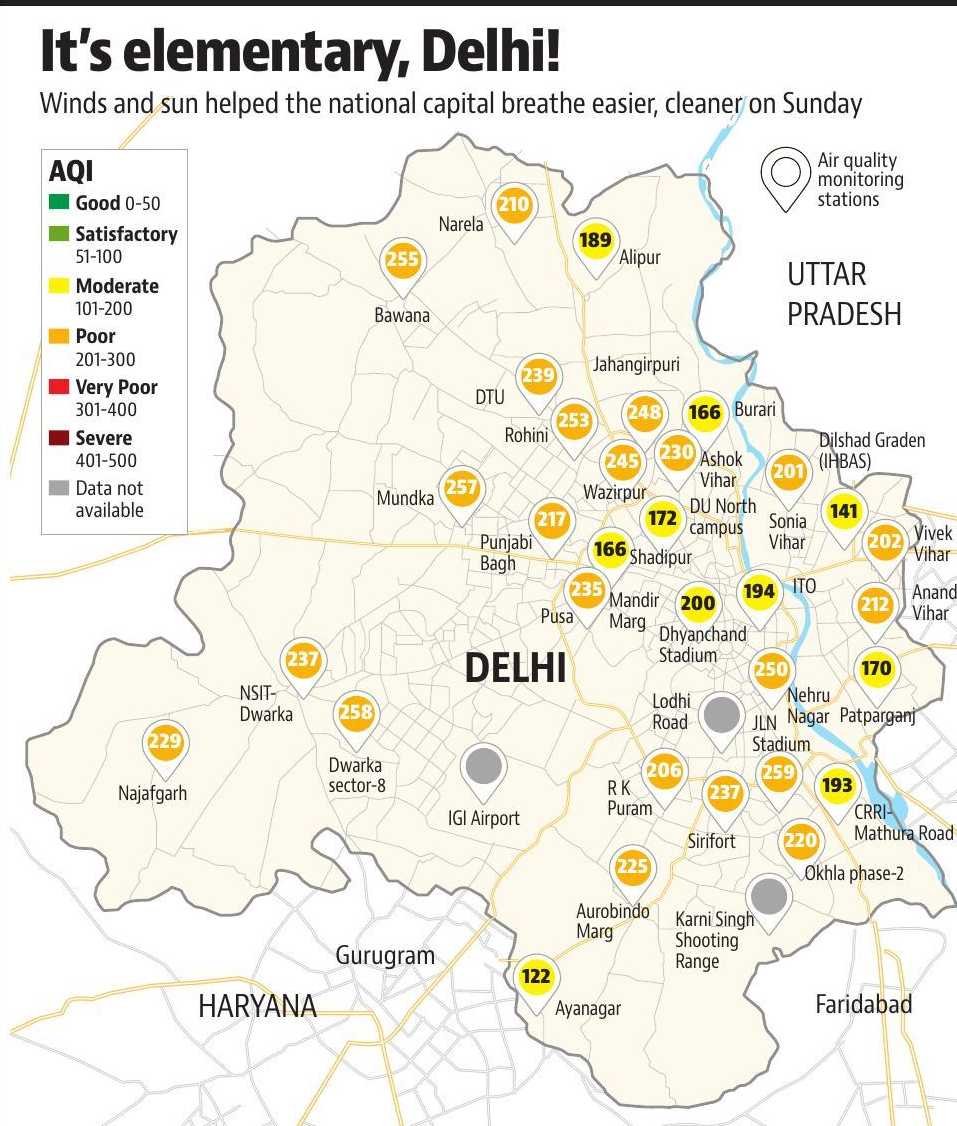 It's elementary, Delhi!
Winds and sun helped the national capital breathe easier, cleaner on Sunday
AQI
Good 0-50
Satisfactory
51-100
Moderate
101-200
Poor
201-300
Very Poor
301-400
Severe
401-500
Data not
available
Air quality
monitoring
stations
UTTAR
PRADESH
210
Narela
189
Alipur
255
Bawana
239
DTU
Jahangirpuri
248
166
Burari
253
Rohini
245
Wazirpur
230
Ashok
Vihar
257
Mundka
217
Punjabi
Bagh
172
DU North
campus
201
Sonia
Vihar
Dilshad Graden
(IHBAS)
141
202
Vivek
Vihar
166
Shadipur
235
Pusa
Mandir
Marg
200
Dhyanchand
Stadium
194
ITO
212
Anand
Vihar
DELHI
237
NSIT-
Dwarka
258
Dwarka
sector-8
229
Najafgarh
IGI Airport
Lodhi
Road
250
Nehru
Nagar
170
Patparganj
JLN
Stadium
206
R K
Puram
237
Sirifort
259
193
CRRI-
Mathura Road
220
Okhla phase-2
225
Aurobindo
Marg
Karni Singh
Shooting
Range
122
Ayanagar
Gurugram
HARYANA
Faridabad